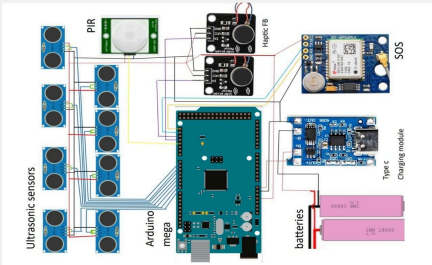 PIR
Haptic FB
SOS
Ultrasonic sensors
Arduino
mega
Type c
Charging module
batteries